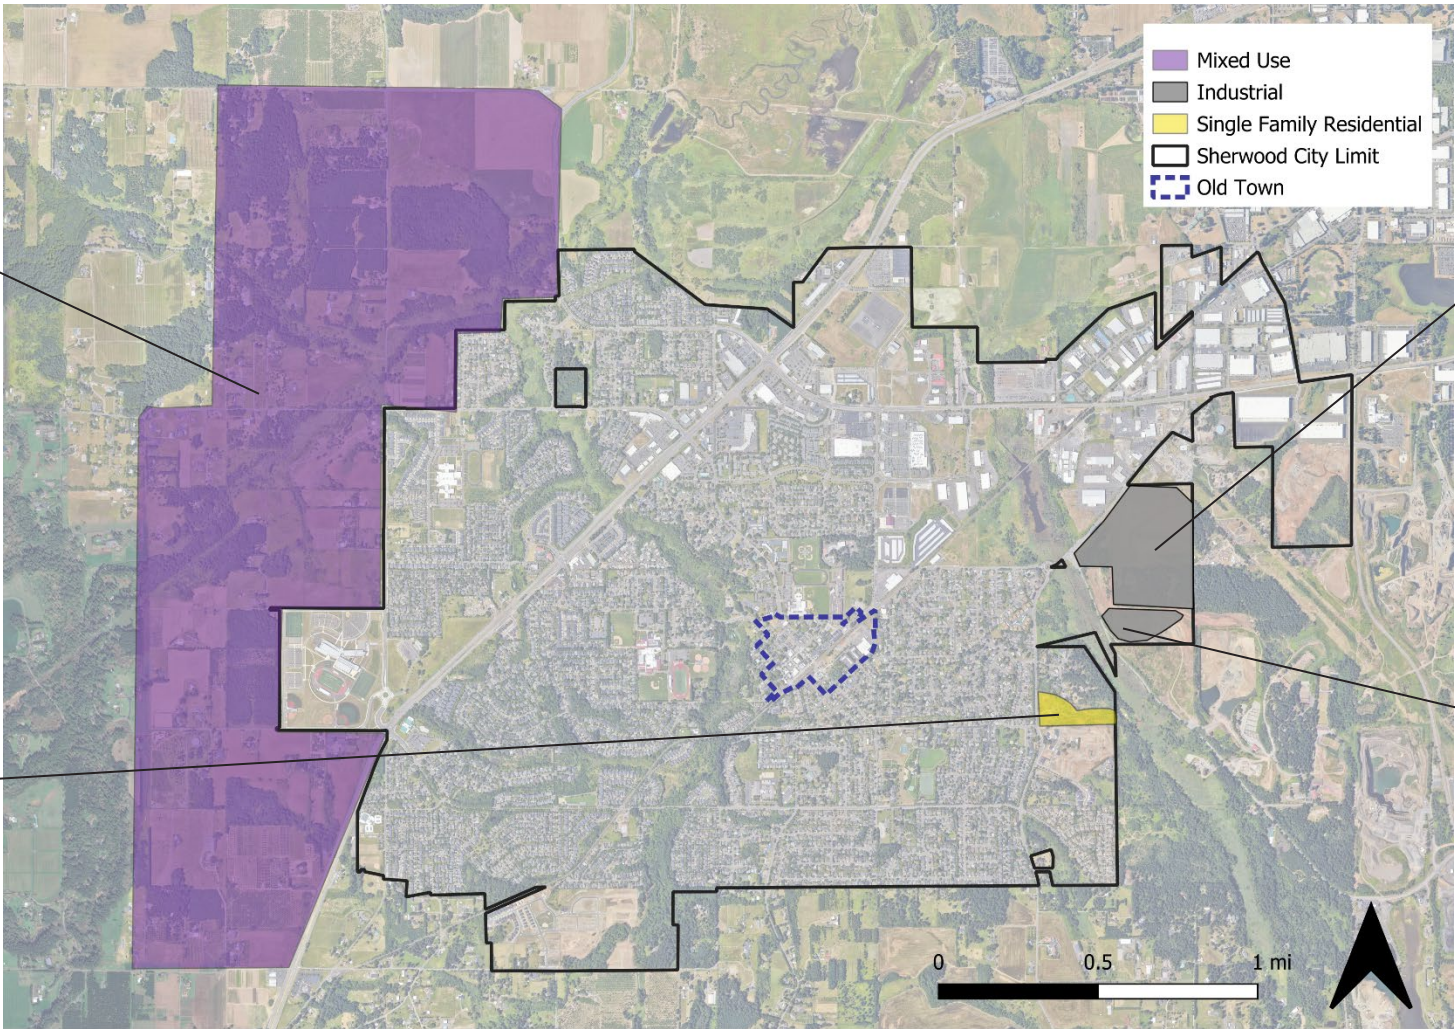 Mixed Use
Industrial
Single Family Residential
Sherwood City Limit
Old Town
0 0.5 1 mi